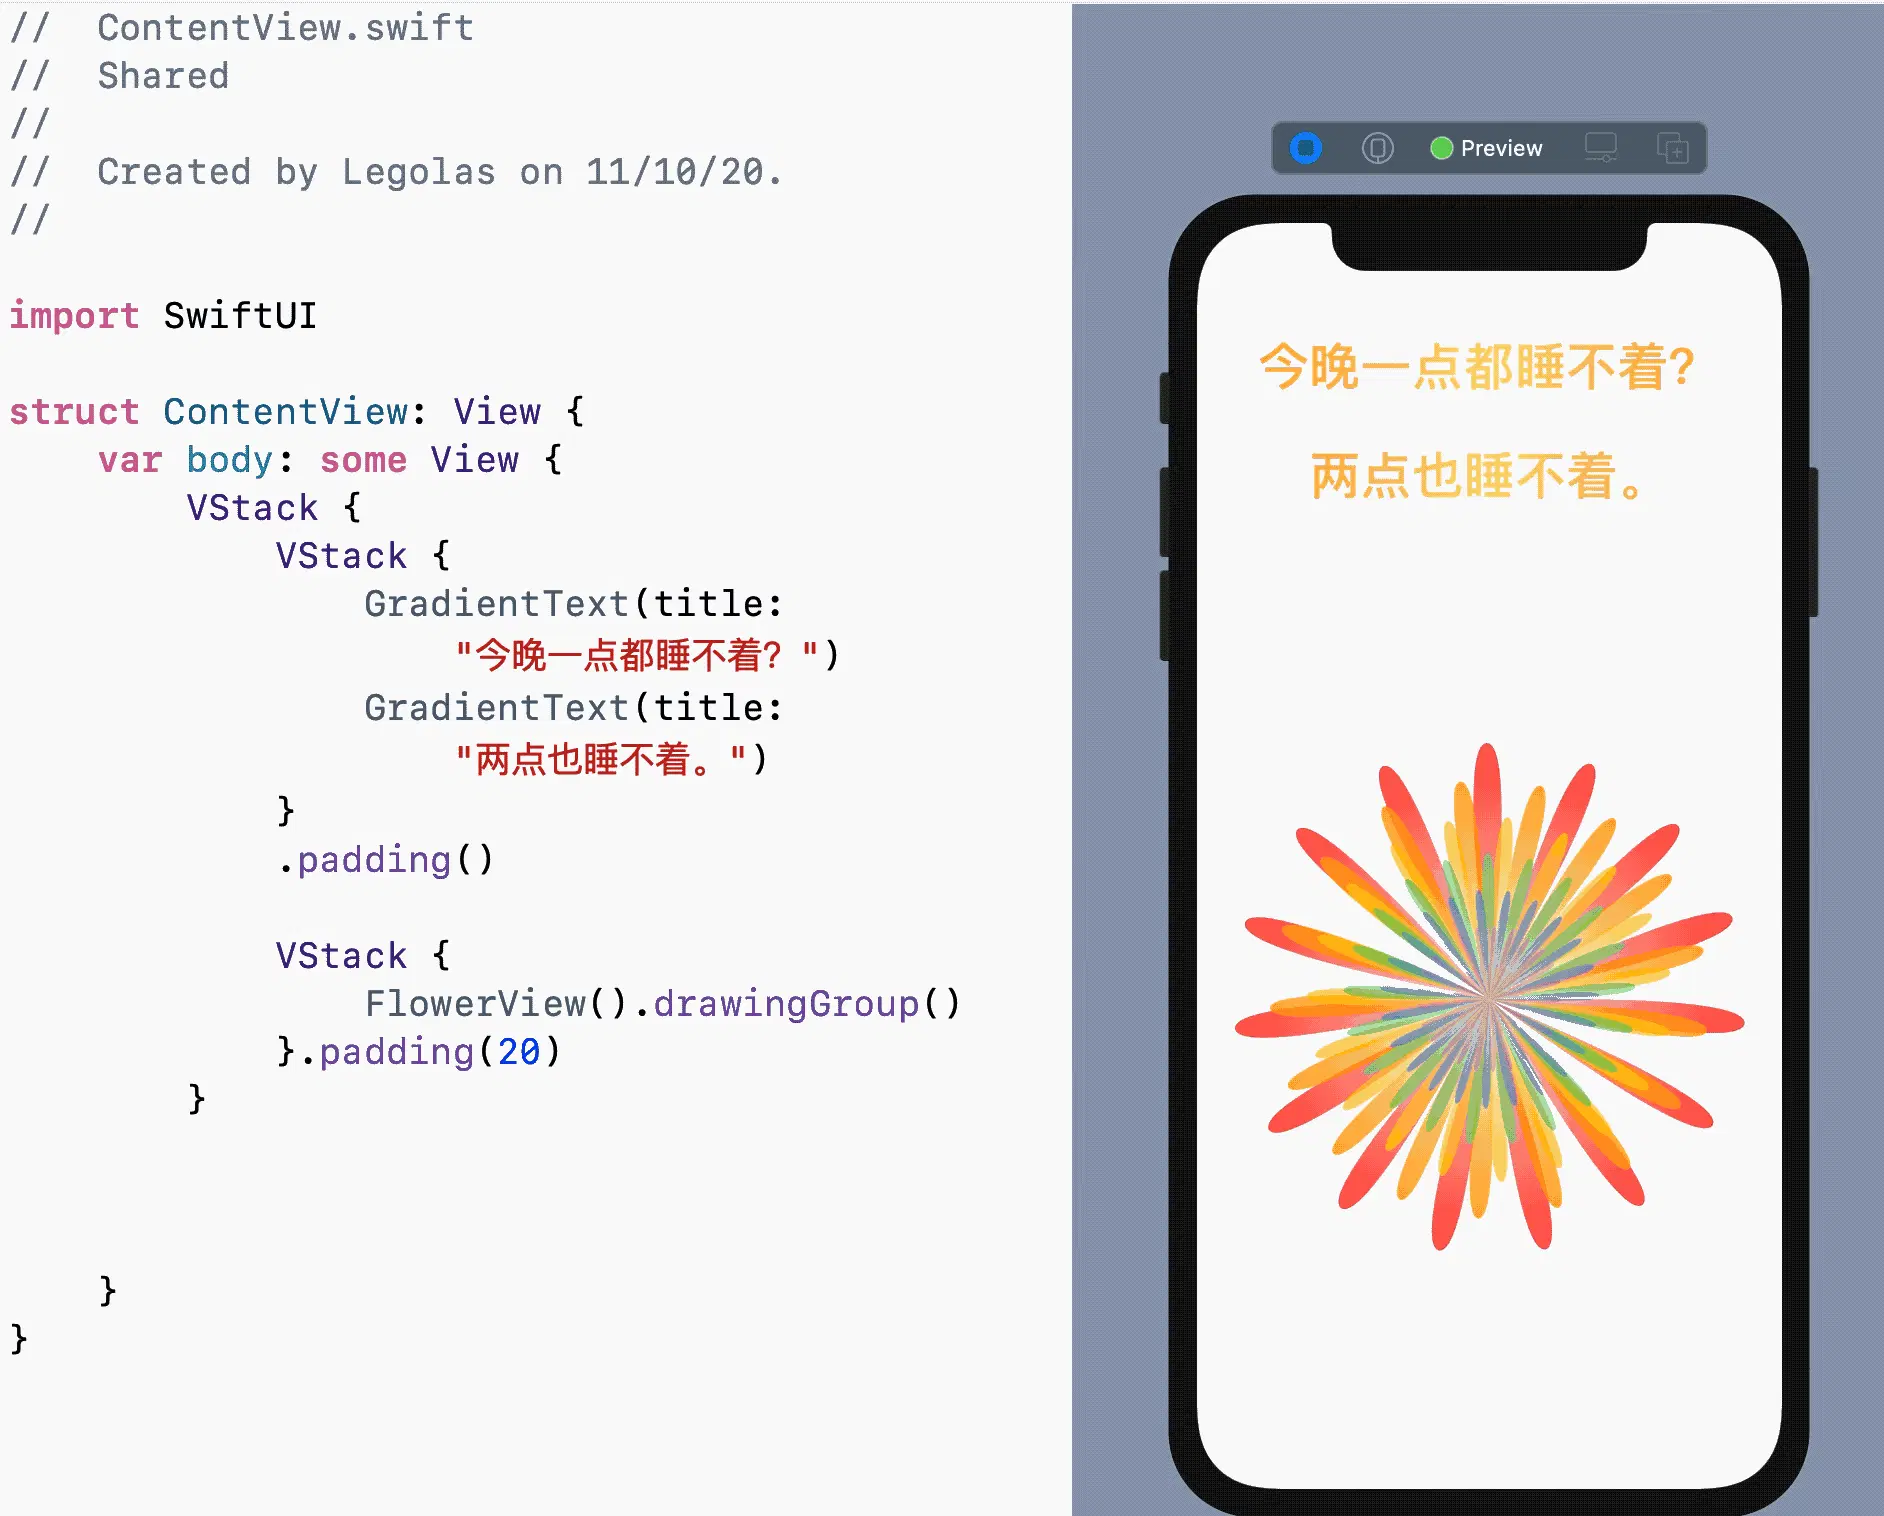 //  ContentView.swift
//  Shared
//
//  Created by Legolas on 11/10/20.
//
import SwiftUI
struct ContentView: View {
    var body: some View {
        VStack {
            VStack {
                GradientText(title:
                    "今晚一点都睡不着？")
                GradientText(title:
                    "两点也睡不着。")
            }
            .padding()
            VStack {
                FlowerView().drawingGroup()
            }.padding(20)
        }
    }
}
Preview
今晚一点都睡不着？
两点也睡不着。